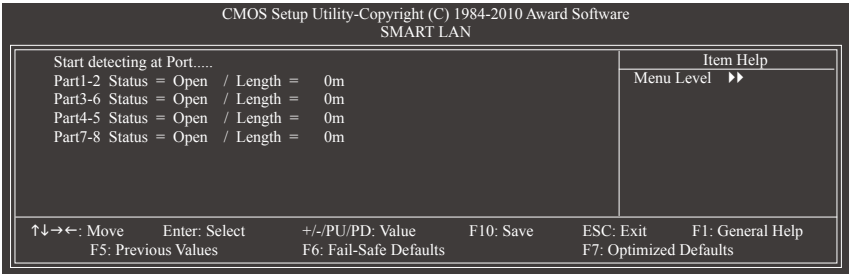 CMOS Setup Utility-Copyright (C) 1984-2010 Award Software
SMART LAN
Start detecting at Port.....
Part1-2 Status = Open / Length = 0m
Part3-6 Status = Open / Length = 0m
Part4-5 Status = Open / Length = 0m
Part7-8 Status = Open / Length = 0m
Item Help
Menu Level ▶▶
↑↓→←: Move Enter: Select +/-/PU/PD: Value F10: Save ESC: Exit F1: General Help
F5: Previous Values F6: Fail-Safe Defaults F7: Optimized Defaults